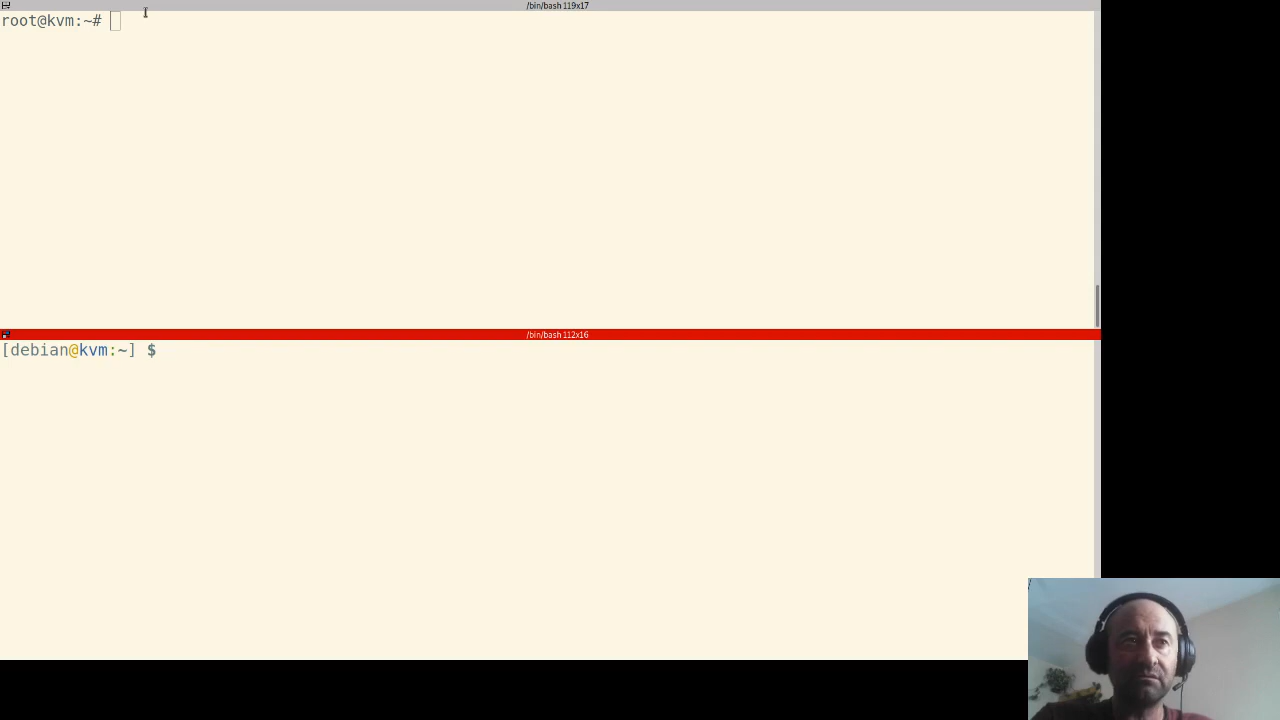 /bin/bash 119x17
root@kvm:~#
/bin/bash 112x16
[debian@kvm:~] $